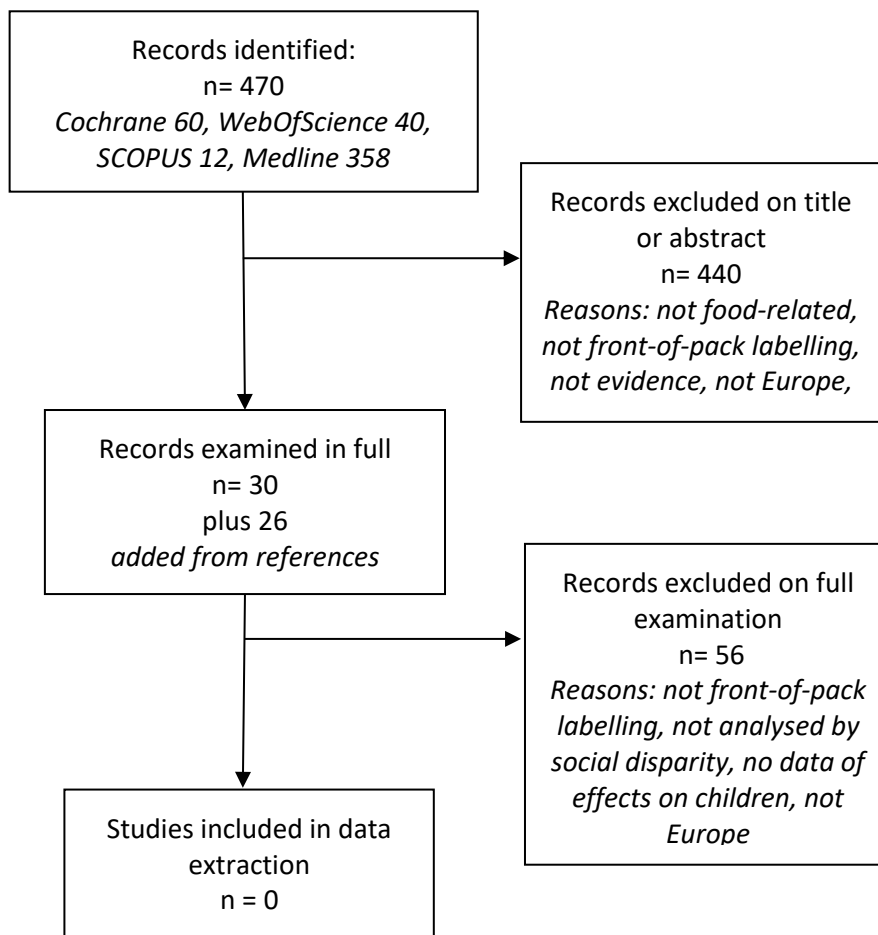 Records identified:
n= 470
Cochrane 60, WebOfScience 40,
SCOPUS 12, Medline 358
Records excluded on title
or abstract
n= 440
Reasons: not food-related,
not front-of-pack labelling,
not evidence, not Europe,
Records examined in full
n= 30
plus 26
added from references
Records excluded on full
examination
n= 56
Reasons: not front-of-pack
labelling, not analysed by
social disparity, no data of
effects on children, not
Europe
Studies included in data
extraction
n = 0